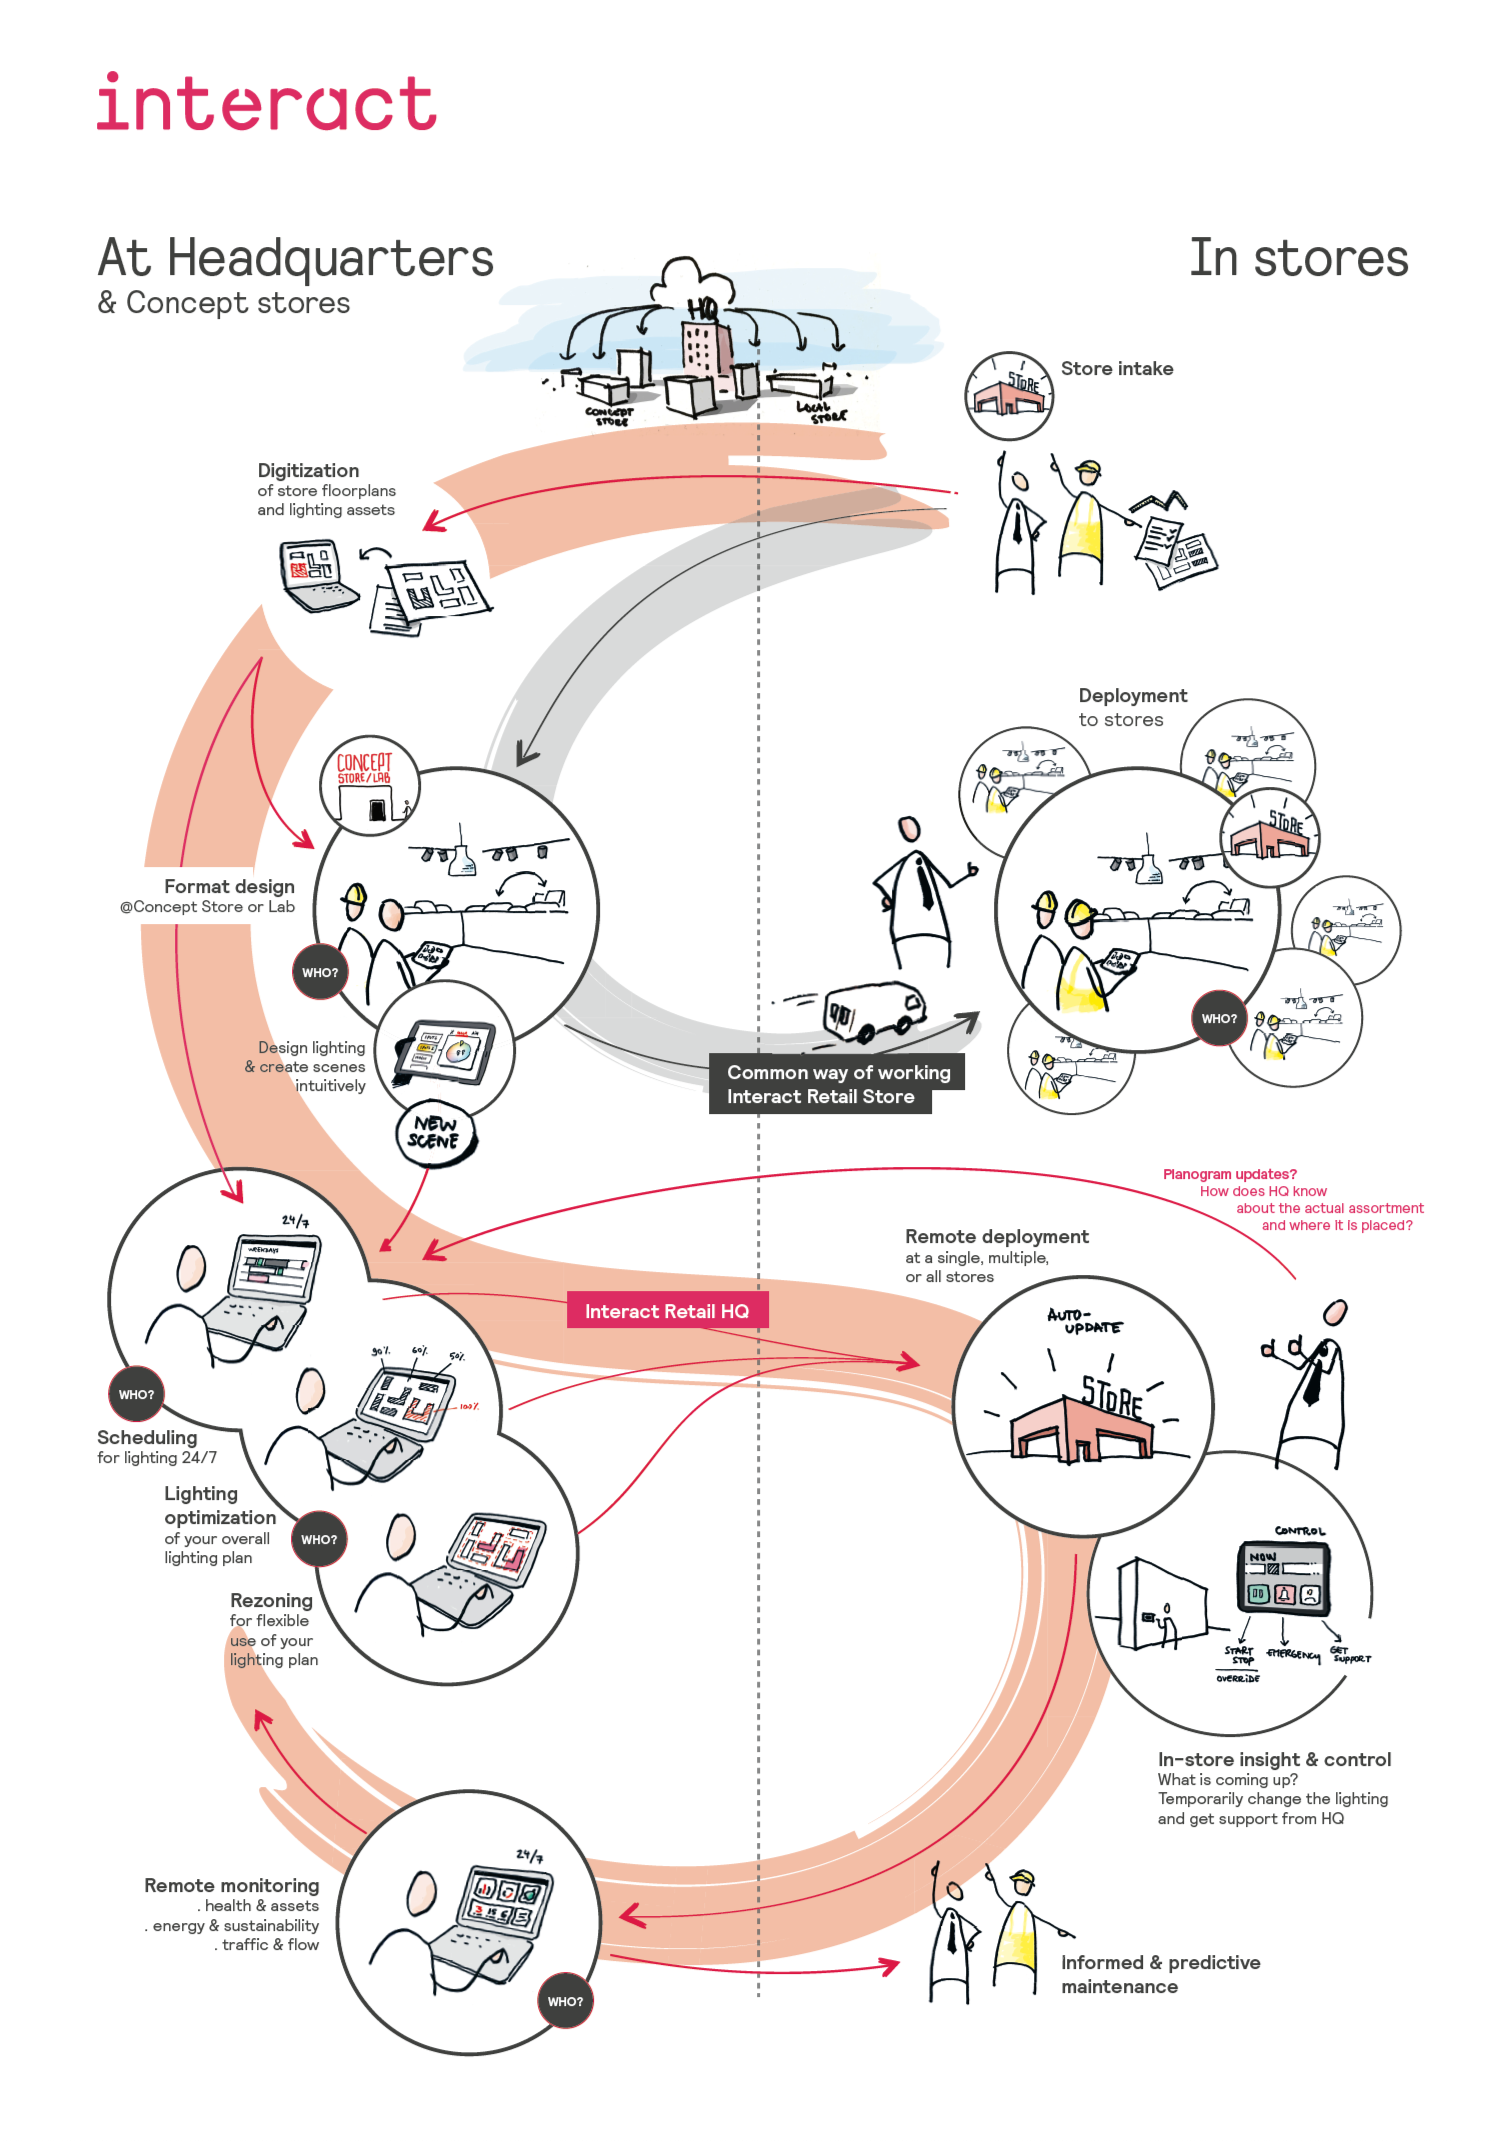 interact
At Headquarters
& Concept stores
In stores
HQ
CONCEPT
STORE
LOCAL
STORE
STORE
Store intake
Digitization
of store floorplans
and lighting assets
Deployment
to stores
CONCEPT
STORE/LAB
STORE
Format design
@Concept Store or Lab
WHO?
WHO?
Design lighting
& create scenes
intuitively
Common way of working
Interact Retail Store
NEW
SCENE
Planogram updates?
How does HQ know
about the actual assortment
and where it is placed?
24/7
WEEKDAYS
Remote deployment
at a single, multiple,
or all stores
Interact Retail HQ
AUTO-
UPDATE
STORE
90%
60%
50%
100%
WHO?
Scheduling
for lighting 24/7
Lighting
optimization
of your overall
lighting plan
WHO?
CONTROL
NOW
START
STOP
OVERRIDE
EMERGENCY
GET
SUPPORT
Rezoning
for flexible
use of your
lighting plan
In-store insight & control
What is coming up?
Temporarily change the lighting
and get support from HQ
24/7
Remote monitoring
. health & assets
. energy & sustainability
. traffic & flow
WHO?
Informed & predictive
maintenance